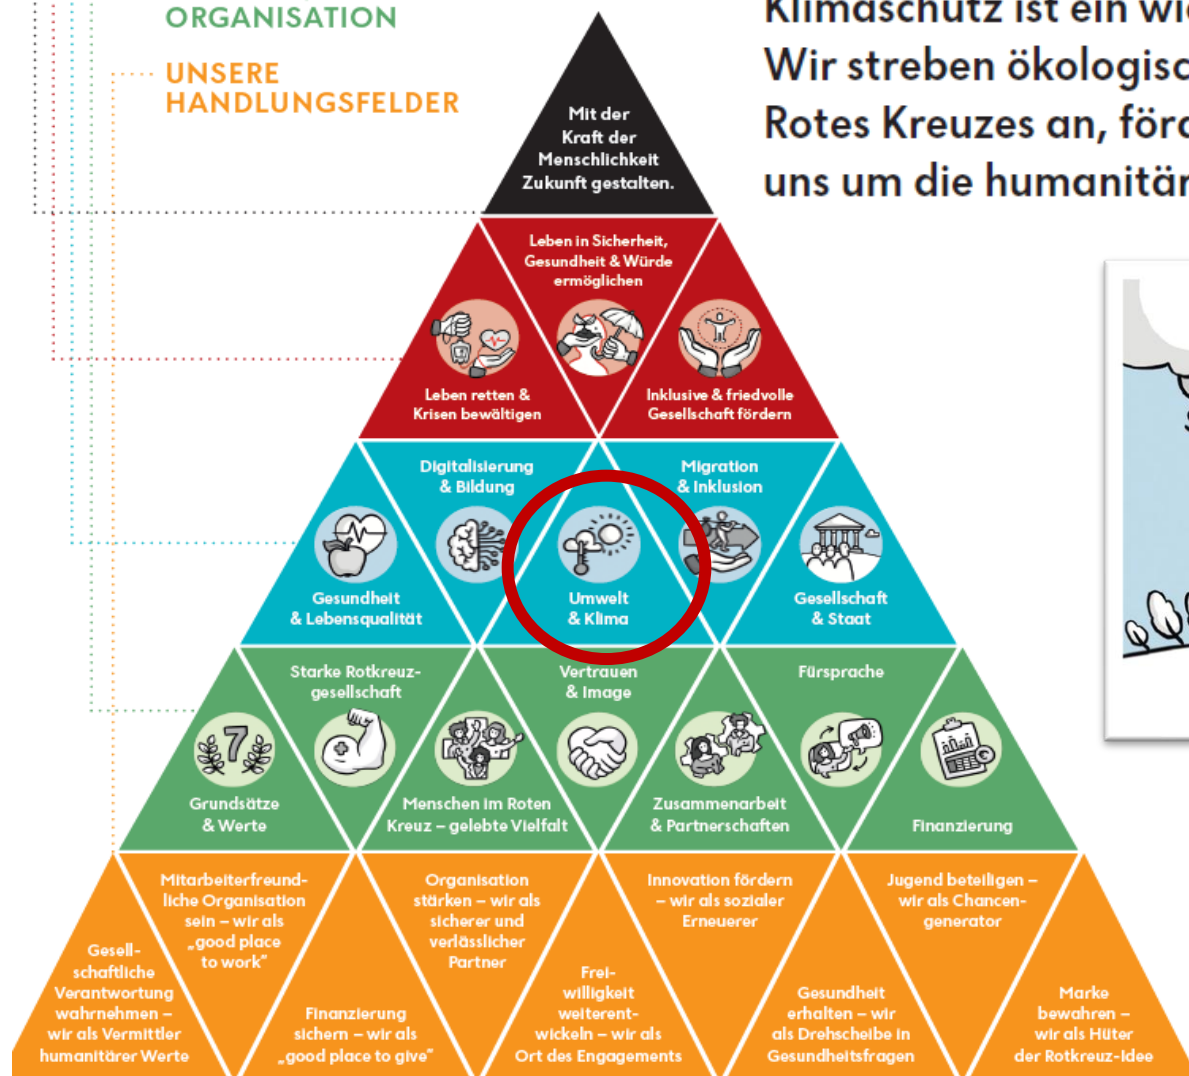 ORGANISATION
UNSERE
HANDLUNGSFELDER
Klimaschutz ist ein
Wir streben ökologisc
Rotes Kreuzes an, förd
uns um die humanitär
Mit der
Kraft der
Menschlichkeit
Zukunft gestalten.
Leben in Sicherheit,
Gesundheit & Würde
ermöglichen
Leben retten &
Krisen bewältigen
Inklusive & friedvolle
Gesellschaft fördern
Digitalisierung
& Bildung
Migration
& Inklusion
Gesundheit
& Lebensqualität
Umwelt
& Klima
Gesellschaft
& Staat
Starke Rotkreuz-
gesellschaft
Vertrauen
& Image
Fürsprache
7
Grundsätze
& Werte
Menschen im Roten
Kreuz – gelebte Vielfalt
Zusammenarbeit
& Partnerschaften
Finanzierung
Gesell-
schaftliche
Verantwortung
wahrnehmen –
wir als Vermittler
humanitärer Werte
Mitarbeiterfreund-
liche Organisation
sein – wir als
„good place
to work“
Finanzierung
sichern – wir als
„good place to give“
Organisation
stärken – wir als
sicherer und
verlässlicher
Partner
Frei-
willigkeit
weiterent-
wickeln – wir als
Ort des Engagements
Innovation fördern
– wir als sozialer
Erneuerer
Gesundheit
erhalten – wir
als Drehscheibe in
Gesundheitsfragen
Jugend beteiligen –
wir als Chancen-
generator
Marke
bewahren –
wir als Hüter
der Rotkreuz-Idee